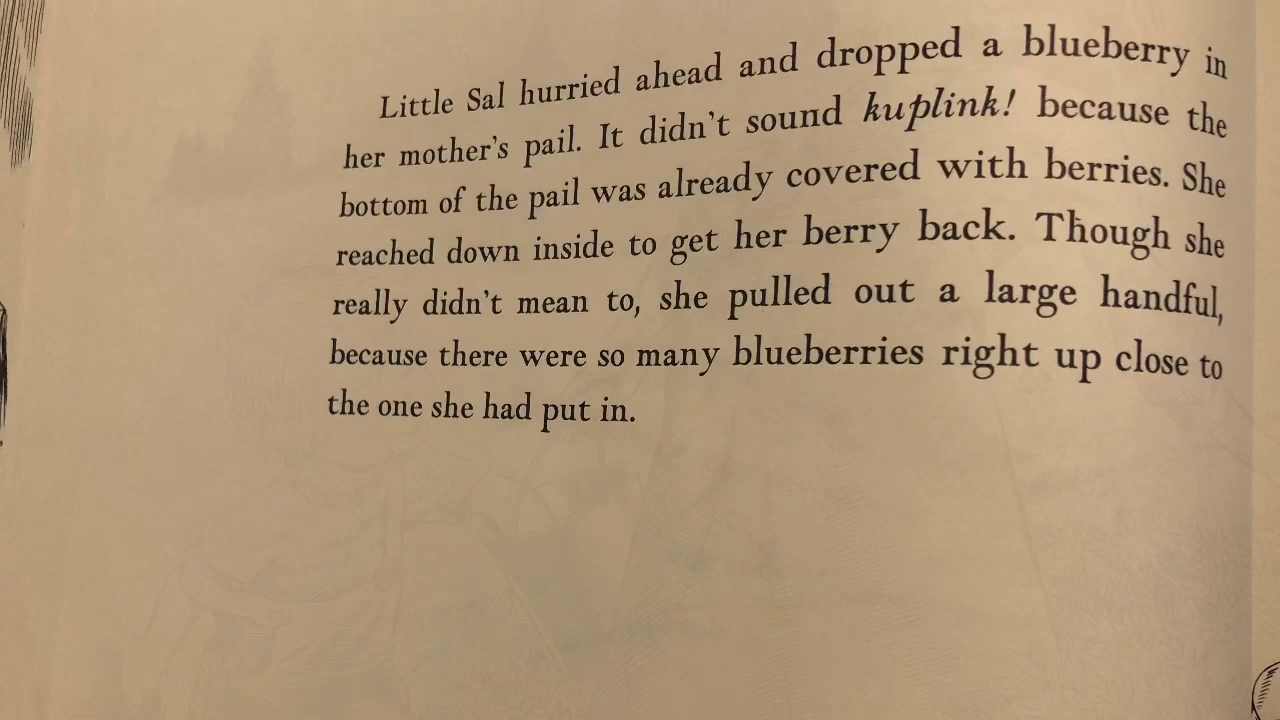 Little Sal hurried ahead and dropped a blueberry in
her mother's pail. It didn't sound kuplink! because the
bottom of the pail was already covered with berries. She
reached down inside to get her berry back. Though she
really didn't mean to, she pulled out a large handful,
because there were so many blueberries right up close to
the one she had put in.